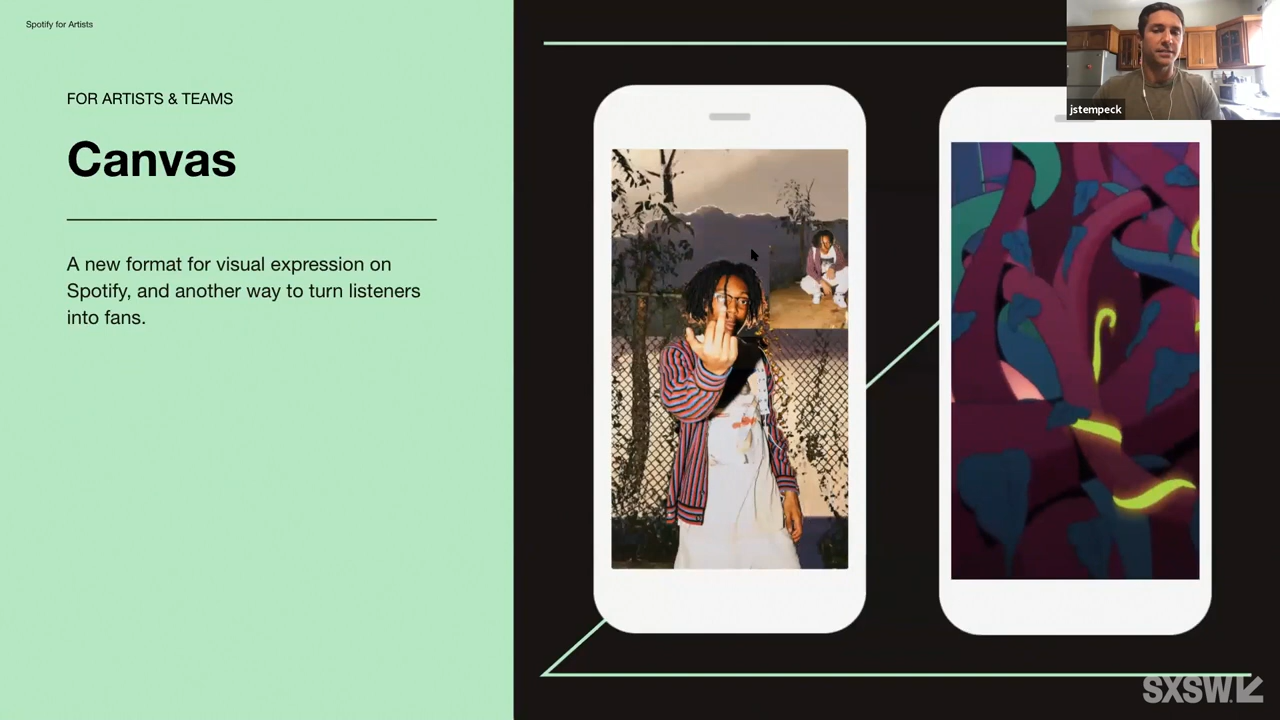 Spotify for Artists
FOR ARTISTS & TEAMS
Canvas
A new format for visual expression on
Spotify, and another way to turn listeners
into fans.
jstempeck
SXSW